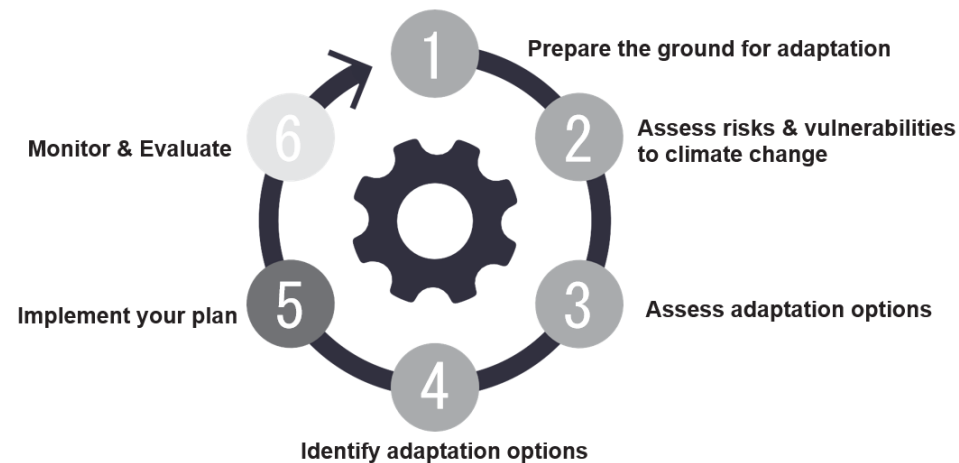 1
Prepare the ground for adaptation
2
Assess risks & vulnerabilities
to climate change
3
Assess adaptation options
4
Identify adaptation options
5
Implement your plan
6
Monitor & Evaluate